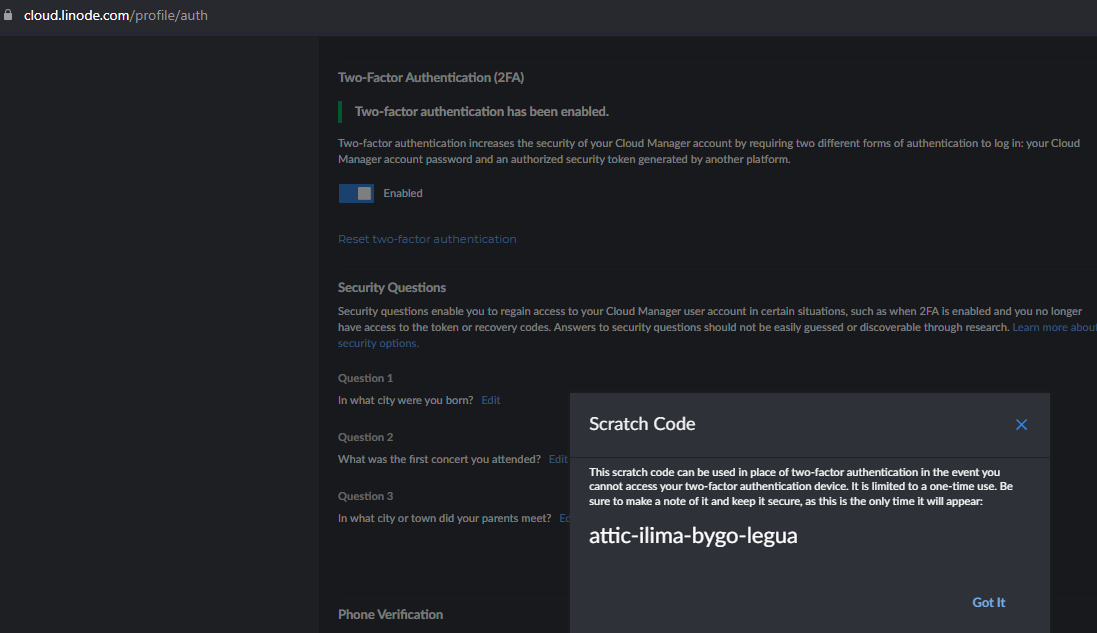 cloud.linode.com/profile/auth
Two-Factor Authentication (2FA)
Two-factor authentication has been enabled.
Two-factor authentication increases the security of your Cloud Manager account by requiring two different forms of authentication to log in: your Cloud
Manager account password and an authorized security token generated by another platform.
Enabled
Reset two-factor authentication
Security Questions
Security questions enable you to regain access to your Cloud Manager user account in certain situations, such as when 2FA is enabled and you no longer
have access to the token or recovery codes. Answers to security questions should not be easily guessed or discoverable through research. Learn more about
security options.
Question 1
In what city were you born? Edit
Question 2
What was the first concert you attended? Edit
Question 3
In what city or town did your parents meet?
Scratch Code
This scratch code can be used in place of two-factor authentication in the event you
cannot access your two-factor authentication device. It is limited to a one-time use. Be
sure to make a note of it and keep it secure, as this is the only time it will appear:
attic-ilima-bygo-legua
Got It
Phone Verification